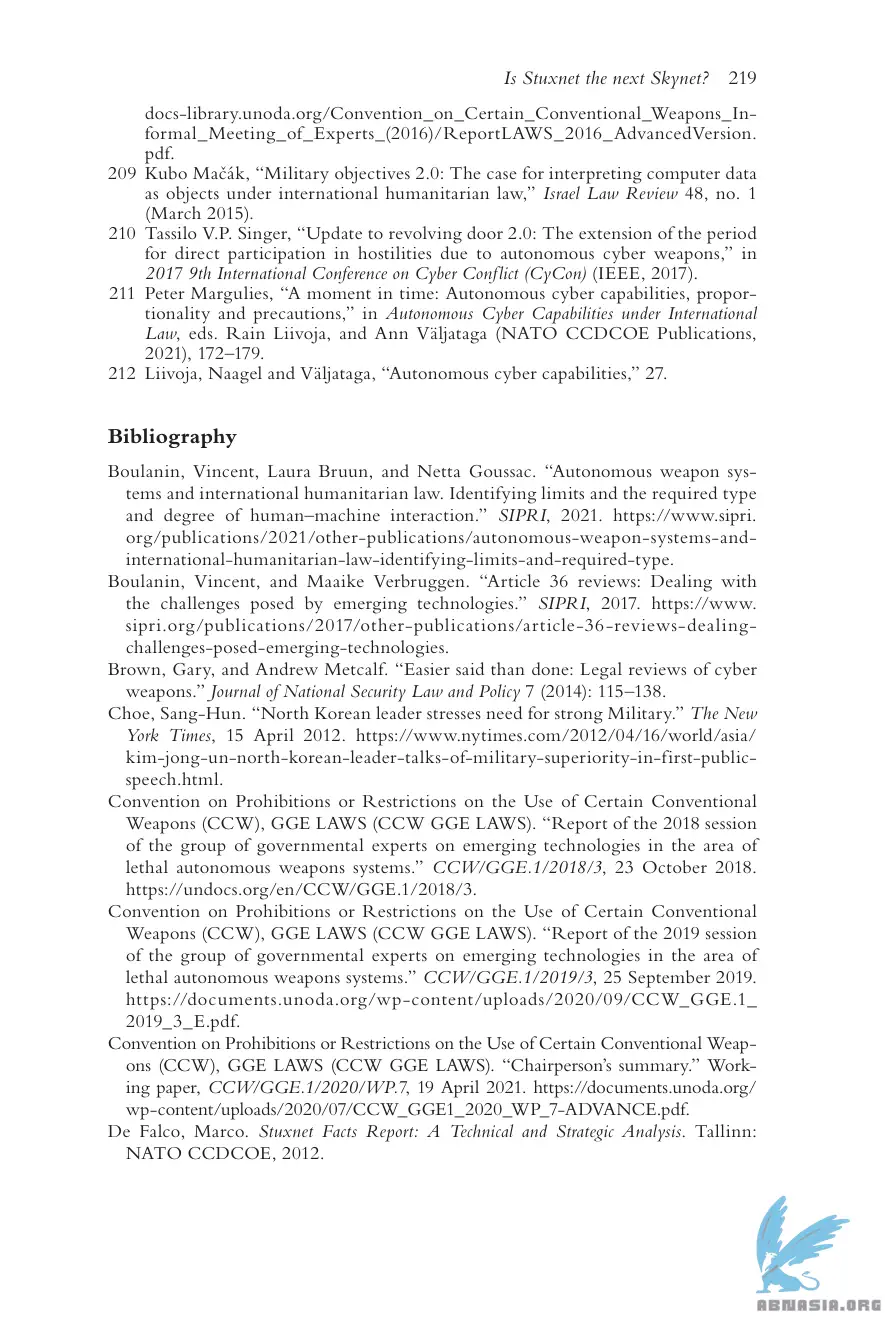 Is Stuxnet the next Skynet? 219
docs-library.unoda.org/Convention_on_Certain_Conventional_Weapons_In-
formal_Meeting_of_Experts_(2016)/ReportLAWS_2016_AdvancedVersion.
pdf.
209 Kubo Mačák, “Military objectives 2.0: The case for interpreting computer data
as objects under international humanitarian law,” Israel Law Review 48, no. 1
(March 2015).
210 Tassilo V.P. Singer, “Update to revolving door 2.0: The extension of the period
for direct participation in hostilities due to autonomous cyber weapons,” in
2017 9th International Conference on Cyber Conflict (CyCon) (IEEE, 2017).
211 Peter Margulies, “A moment in time: Autonomous cyber capabilities, propor-
tionality and precautions,” in Autonomous Cyber Capabilities under International
Law, eds. Rain Liivoja, and Ann Väljataga (NATO CCDCOE Publications,
2021), 172–179.
212 Liivoja, Naagel and Väljataga, “Autonomous cyber capabilities,” 27.
Bibliography
Boulanin, Vincent, Laura Bruun, and Netta Goussac. “Autonomous weapon sys-
tems and international humanitarian law. Identifying limits and the required type
and degree of human–machine interaction.” SIPRI, 2021. https://www.sipri.
org/publications/2021/other-publications/autonomous-weapon-systems-and-
international-humanitarian-law-identifying-limits-and-required-type.
Boulanin, Vincent, and Maaike Verbruggen. “Article 36 reviews: Dealing with
the challenges posed by emerging technologies.” SIPRI, 2017. https://www.
sipri.org/publications/2017/other-publications/article-36-reviews-dealing-
challenges-posed-emerging-technologies.
Brown, Gary, and Andrew Metcalf. “Easier said than done: Legal reviews of cyber
weapons.” Journal of National Security Law and Policy 7 (2014): 115–138.
Choe, Sang-Hun. “North Korean leader stresses need for strong Military.” The New
York Times, 15 April 2012. https://www.nytimes.com/2012/04/16/world/asia/
kim-jong-un-north-korean-leader-talks-of-military-superiority-in-first-public-
speech.html.
Convention on Prohibitions or Restrictions on the Use of Certain Conventional
Weapons (CCW), GGE LAWS (CCW GGE LAWS). “Report of the 2018 session
of the group of governmental experts on emerging technologies in the area of
lethal autonomous weapons systems.” CCW/GGE.1/2018/3, 23 October 2018.
https://undocs.org/en/CCW/GGE.1/2018/3.
Convention on Prohibitions or Restrictions on the Use of Certain Conventional
Weapons (CCW), GGE LAWS (CCW GGE LAWS). “Report of the 2019 session
of the group of governmental experts on emerging technologies in the area of
lethal autonomous weapons systems.” CCW/GGE.1/2019/3, 25 September 2019.
https://documents.unoda.org/wp-content/uploads/2020/09/CCW_GGE.1_
2019_3_E.pdf.
Convention on Prohibitions or Restrictions on the Use of Certain Conventional Weap-
ons (CCW), GGE LAWS (CCW GGE LAWS). “Chairperson’s summary.” Work-
ing paper, CCW/GGE.1/2020/WP.7, 19 April 2021. https://documents.unoda.org/
wp-content/uploads/2020/07/CCW_GGE1_2020_WP_7-ADVANCE.pdf.
De Falco, Marco. Stuxnet Facts Report: A Technical and Strategic Analysis. Tallinn:
NATO CCDCOE, 2012.
ABNASIA.ORG